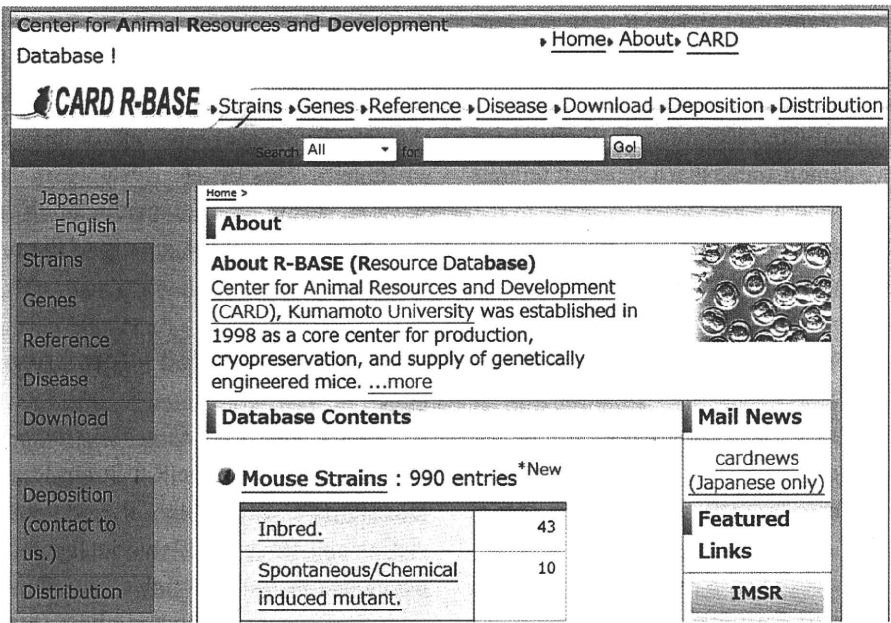 Center for Animal Resources and Development
Database !
Home About CARD
CARD R-BASE
Strains Genes Reference Disease Download Deposition Distribution
Search All for Go!
Japanese |
English
Strains
Genes
Reference
Disease
Download
Deposition
(contact to
us.)
Distribution
Home >
About
About R-BASE (Resource Database)
Center for Animal Resources and Development
(CARD), Kumamoto University was established in
1998 as a core center for production,
cryopreservation, and supply of genetically
engineered mice. ...more
Database Contents
Mouse Strains : 990 entries*New
Inbred. 43
Spontaneous/Chemical 10
induced mutant.
Mail News
cardnews
(Japanese only)
Featured
Links
IMSR